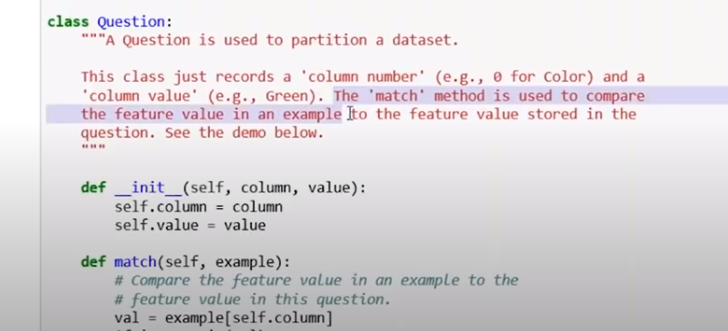 class Question:
"""A Question is used to partition a dataset.
This class just records a 'column number' (e.g., 0 for Color) and a
'column value' (e.g., Green). The 'match' method is used to compare
the feature value in an example to the feature value stored in the
question. See the demo below.
"""
def __init__(self, column, value):
self.column = column
self.value = value
def match(self, example):
# Compare the feature value in an example to the
# feature value in this question.
val = example[self.column]